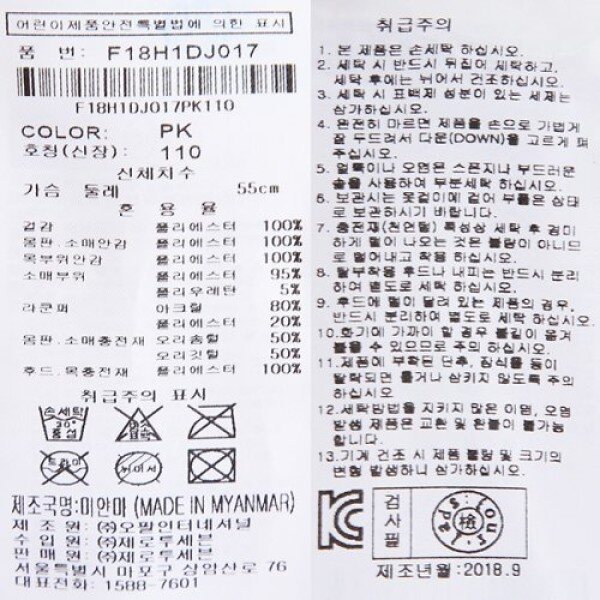 어린이제품안전특별법에 의한 표시
품 번: F18H1DJ017
F18H1DJ017PK110
COLOR: PK
호칭(신장): 110
신체치수
가슴 둘레 55cm
혼 용 율
겉감 폴리에스터 100%
몸판.소매안감 폴리에스터 100%
목부위안감 폴리에스터 100%
소매부위 폴리에스터 95%
폴리우레탄 5%
라쿤퍼 아크릴 80%
폴리에스터 20%
몸판.소매충전재 오리솜털 50%
오리깃털 50%
후드.목충전재 폴리에스터 100%
취급주의 표시
손세탁
30°
중성
염소
표백
드라이
석유계
제조국명:미얀마 (MADE IN MYANMAR)
제 조 원: (주)오필인터내셔널
수 입 원: (주)제로투세븐
판 매 원: (주)제로투세븐
서울특별시 마포구 상암산로 76
대표전화: 1588-7601
취급주의
1. 본 제품은 손세탁 하십시오.
2. 세탁 시 반드시 뒤집어 세탁하고,
세탁 후에는 뉘어서 건조하십시오.
3. 세탁 시 표백제 성분이 있는 세제는
삼가하십시오.
4. 완전히 마르면 제품을 손으로 가볍게
잘 두드려서 다운(DOWN)을 고르게 펴
주십시오.
5. 얼룩이나 오염은 스펀지나 부드러운
솔을 사용하여 부분세탁 하십시오.
6. 보관시는 옷걸이에 걸어 부풀은 상태
로 보관하시기 바랍니다.
7. 충전재(천연털) 특성상 세탁 후 경미
하게 털이 나오는 것은 불량이 아니므
로 털어내고 착용 하십시오.
8. 탈부착용 후드나 내피는 반드시 분리
하여 별도로 세탁 하십시오.
9. 후드에 털이 달려 있는 제품의 경우,
반드시 분리하여 별도로 세탁하십시오.
10. 화기에 가까이 할 경우 불길이 옮겨
붙을 수 있으므로 주의 하십시오.
11. 제품에 부착된 단추, 장식물 등이
탈락되면 물거나 삼키지 않도록 주의
하십시오
12. 세탁방법을 지키지 않은 이염, 오염
발생 제품은 교환 및 환불이 불가능
합니다.
13. 기계 건조 시 제품 물량 및 크기의
변형 발생하니 삼가하십시오.
검
사
필
檢
제조년월:2018.9